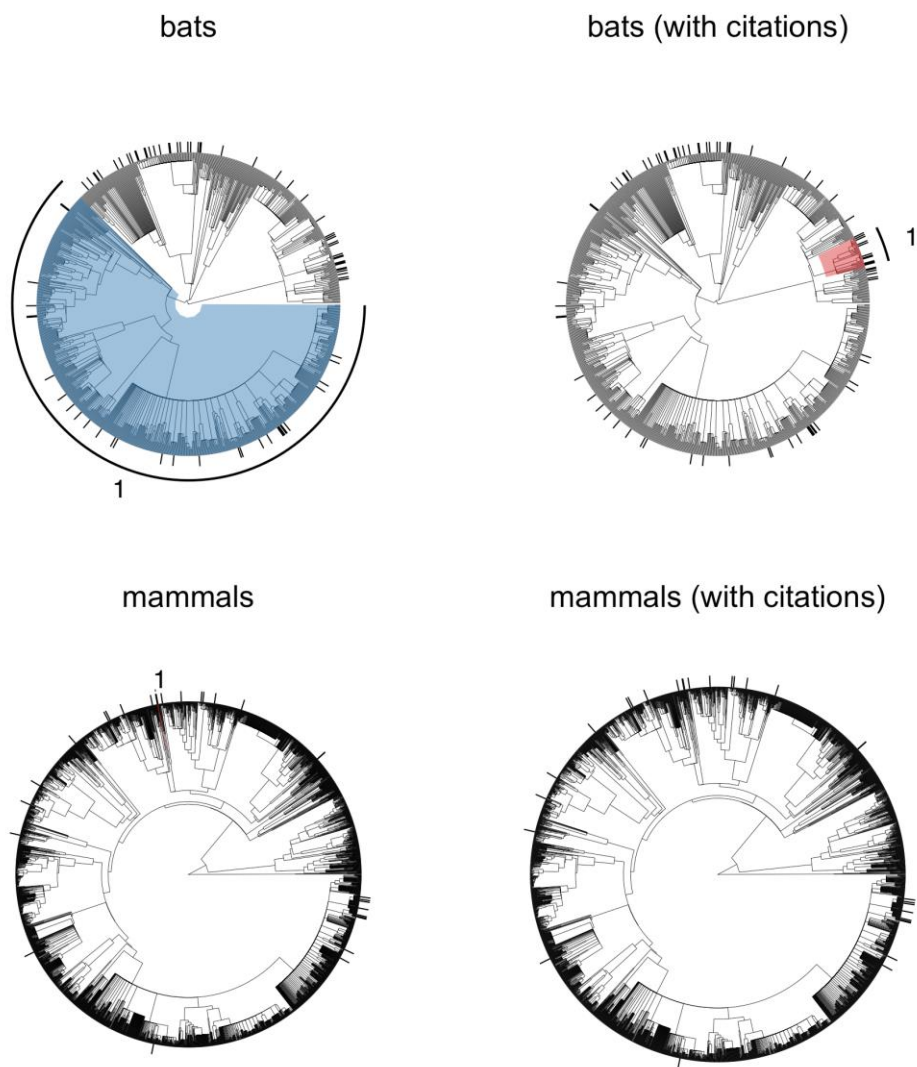 bats
bats (with citations)
1
1
mammals
mammals (with citations)
1